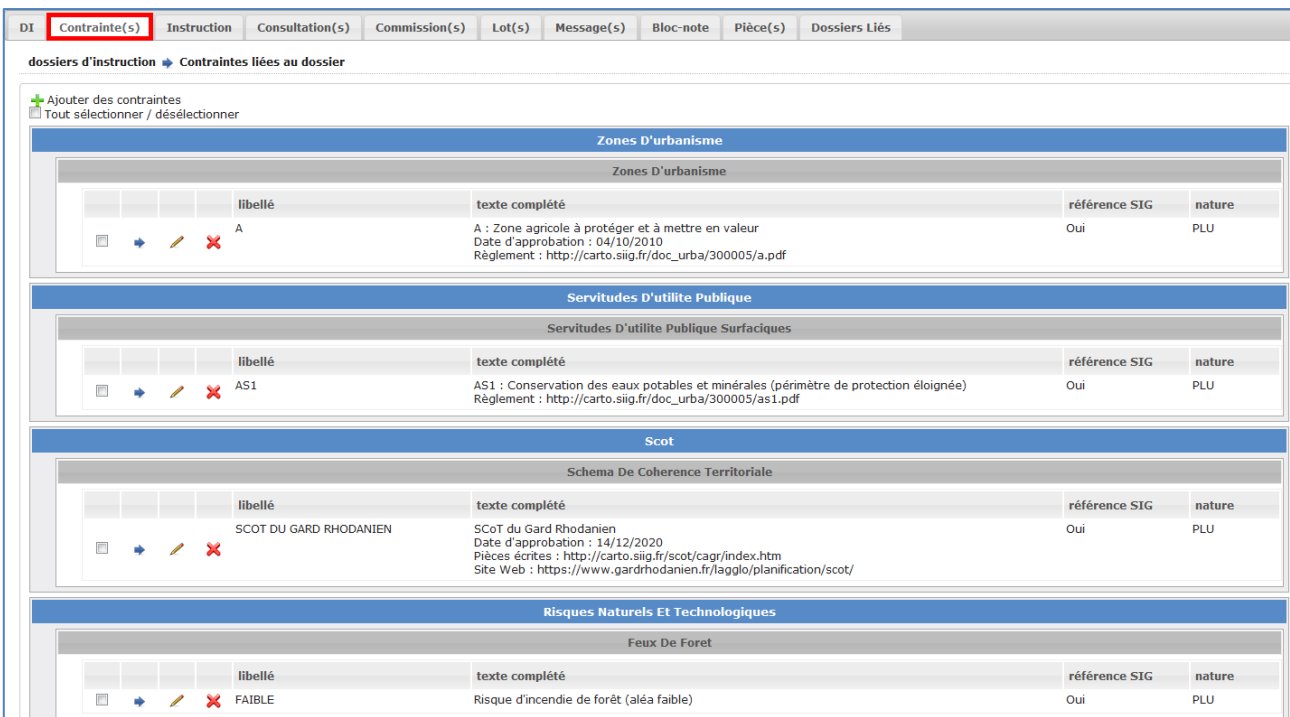 DI Contrainte(s) Instruction Consultation(s) Commission(s) Lot(s) Message(s) Bloc-note Pièce(s) Dossiers Liés
dossiers d'instruction Contraintes liées au dossier
Ajouter des contraintes
Tout sélectionner / désélectionner
Zones D'urbanisme
Zones D'urbanisme
libellé texte complété référence SIG nature
A A : Zone agricole à protéger et à mettre en valeur Oui PLU
Date d'approbation : 04/10/2010
Règlement : http://carto.siig.fr/doc_urba/300005/a.pdf
Servitudes D'utilite Publique
Servitudes D'utilite Publique Surfaciques
libellé texte complété référence SIG nature
AS1 AS1 : Conservation des eaux potables et minérales (périmètre de protection éloignée) Oui PLU
Règlement : http://carto.siig.fr/doc_urba/300005/as1.pdf
Scot
Schema De Coherence Territoriale
libellé texte complété référence SIG nature
SCOT DU GARD RHODANIEN SCoT du Gard Rhodanien Oui PLU
Date d'approbation : 14/12/2020
Pièces écrites : http://carto.siig.fr/scot/cagr/index.htm
Site Web : https://www.gardrhodanien.fr/lagglo/planification/scot/
Risques Naturels Et Technologiques
Feux De Foret
libellé texte complété référence SIG nature
FAIBLE Risque d'incendie de forêt (aléa faible) Oui PLU